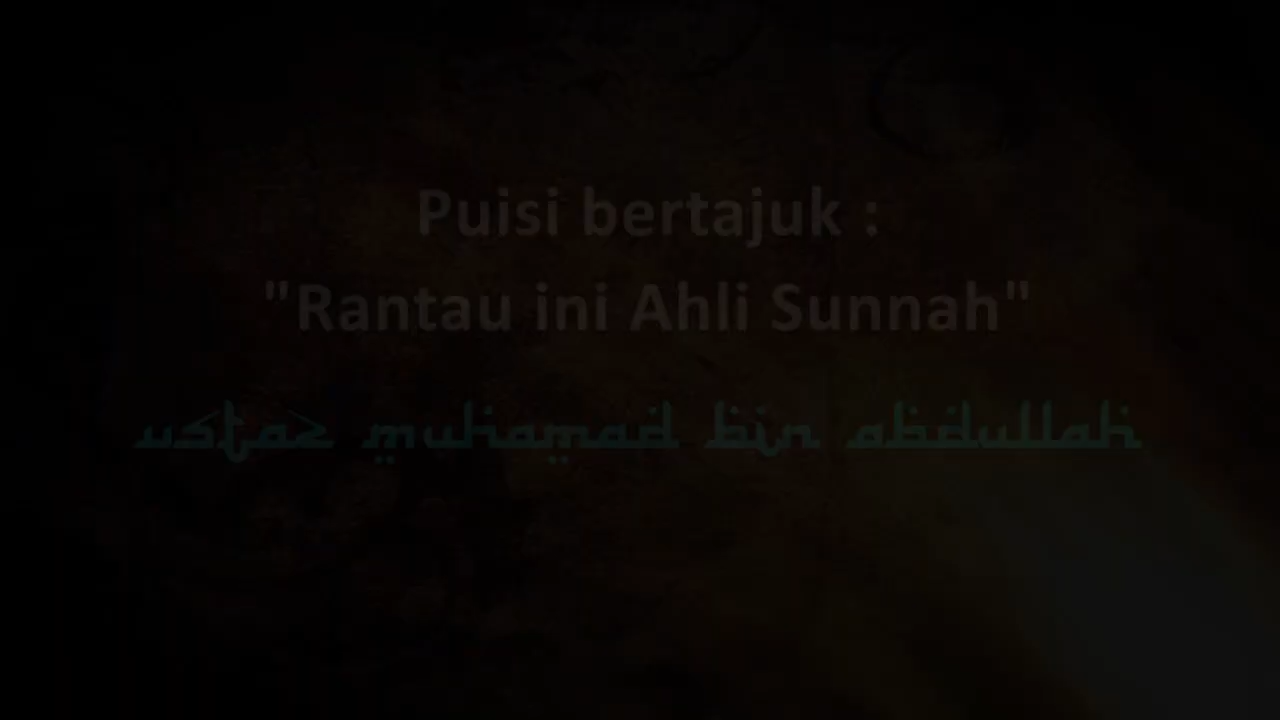 Puisi bertajuk :
"Rantau ini Ahli Sunnah"
ustaz muhamad bin abdullah